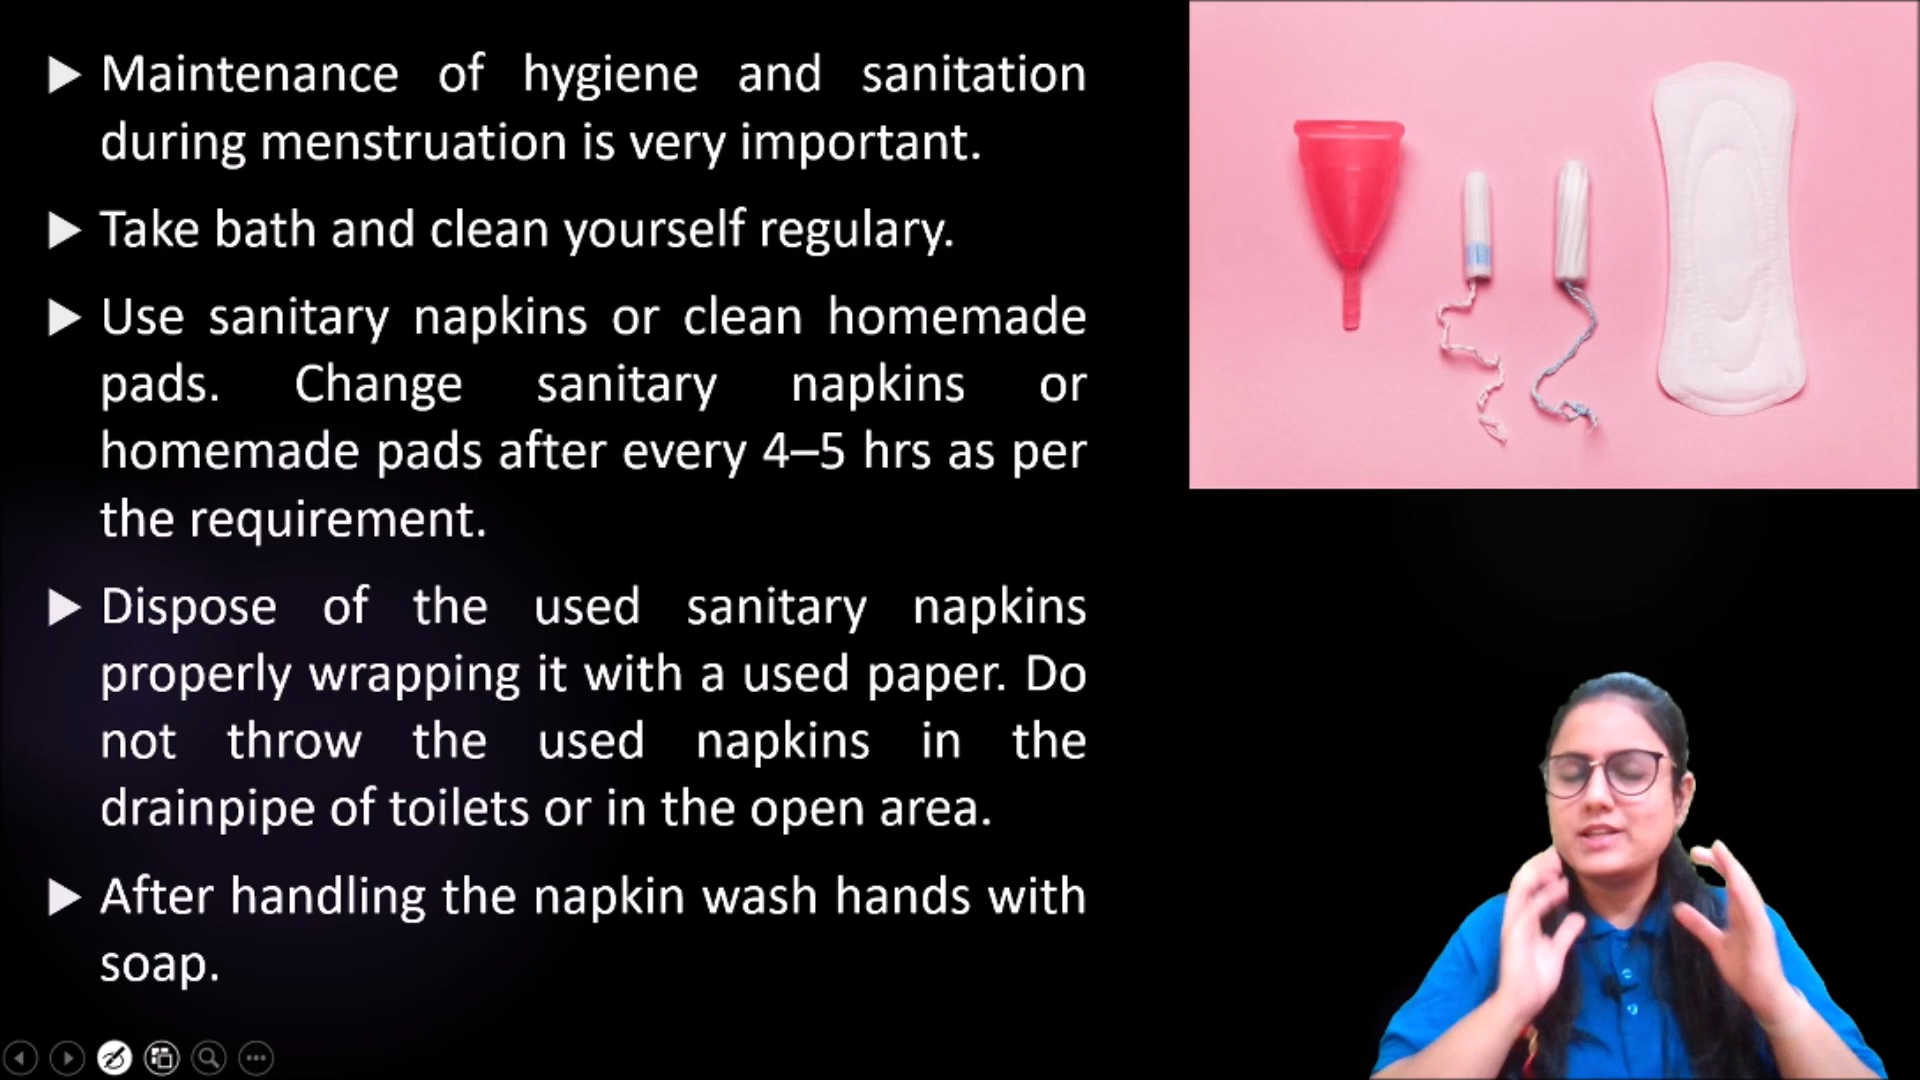 Maintenance of hygiene and sanitation
during menstruation is very important.
Take bath and clean yourself regulary.
Use sanitary napkins or clean homemade
pads. Change sanitary napkins or
homemade pads after every 4–5 hrs as per
the requirement.
Dispose of the used sanitary napkins
properly wrapping it with a used paper. Do
not throw the used napkins in the
drainpipe of toilets or in the open area.
After handling the napkin wash hands with
soap.